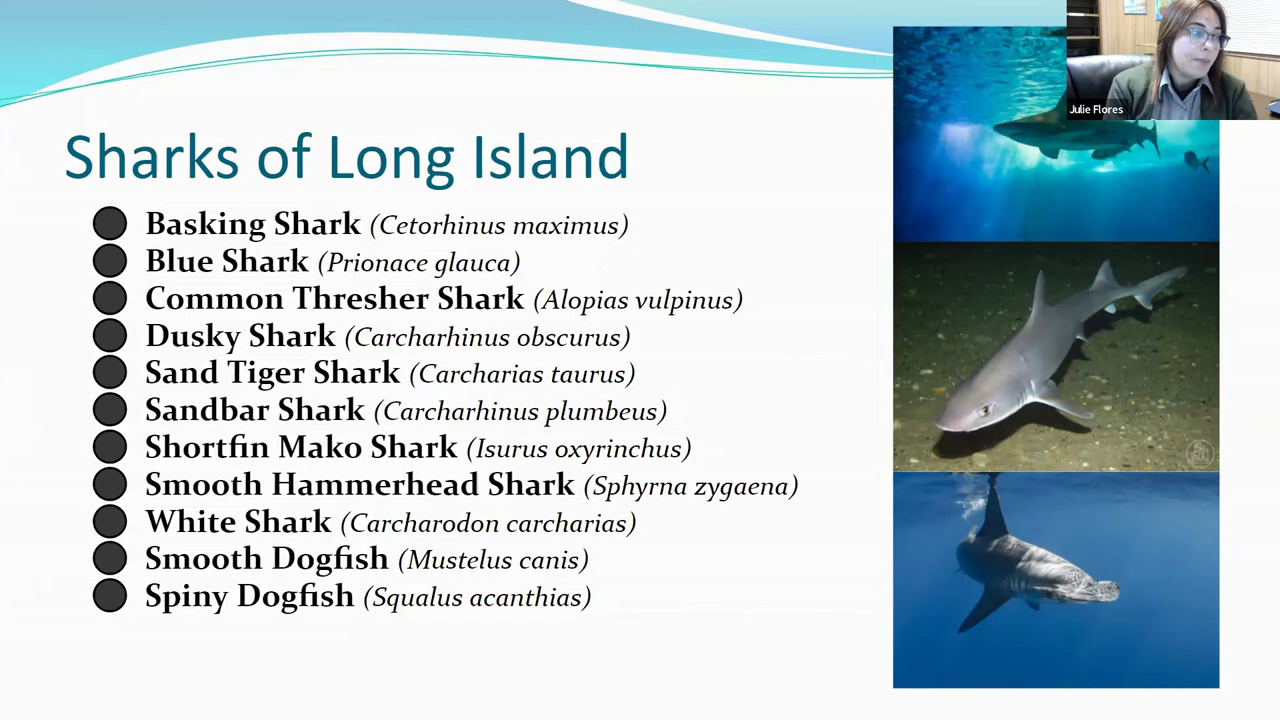 Julie Flores
Sharks of Long Island
Basking Shark (Cetorhinus maximus)
Blue Shark (Prionace glauca)
Common Thresher Shark (Alopias vulpinus)
Dusky Shark (Carcharhinus obscurus)
Sand Tiger Shark (Carcharias taurus)
Sandbar Shark (Carcharhinus plumbeus)
Shortfin Mako Shark (Isurus oxyrinchus)
Smooth Hammerhead Shark (Sphyrna zygaena)
White Shark (Carcharodon carcharias)
Smooth Dogfish (Mustelus canis)
Spiny Dogfish (Squalus acanthias)